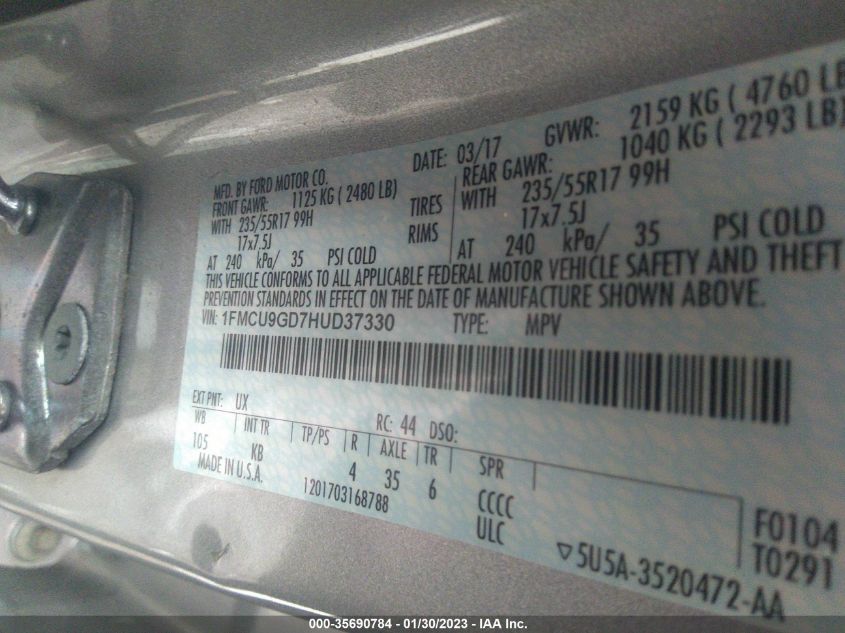 MFD. BY FORD MOTOR CO.
DATE: 03/17
GVWR: 2159 KG ( 4760 LB
FRONT GAWR: 1125 KG ( 2480 LB)
REAR GAWR: 1040 KG ( 2293 LB)
WITH 235/55R17 99H
TIRES
WITH 235/55R17 99H
17x7.5J
RIMS
17x7.5J
AT 240 kPa/ 35 PSI COLD
AT 240 kPa/ 35 PSI COLD
THIS VEHICLE CONFORMS TO ALL APPLICABLE FEDERAL MOTOR VEHICLE SAFETY AND THEFT
PREVENTION STANDARDS IN EFFECT ON THE DATE OF MANUFACTURE SHOWN ABOVE.
VIN: 1FMCU9GD7HUD37330
TYPE: MPV
EXT PNT: UX
RC: 44 DSO:
WB INT TR TP/PS R AXLE TR SPR
105 KB 4 35 6 CCCC
MADE IN U.S.A.
1201703168788
ULC
F0104
T0291
▽5U5A-3520472-AA
000-35690784 - 01/30/2023 - IAA Inc.